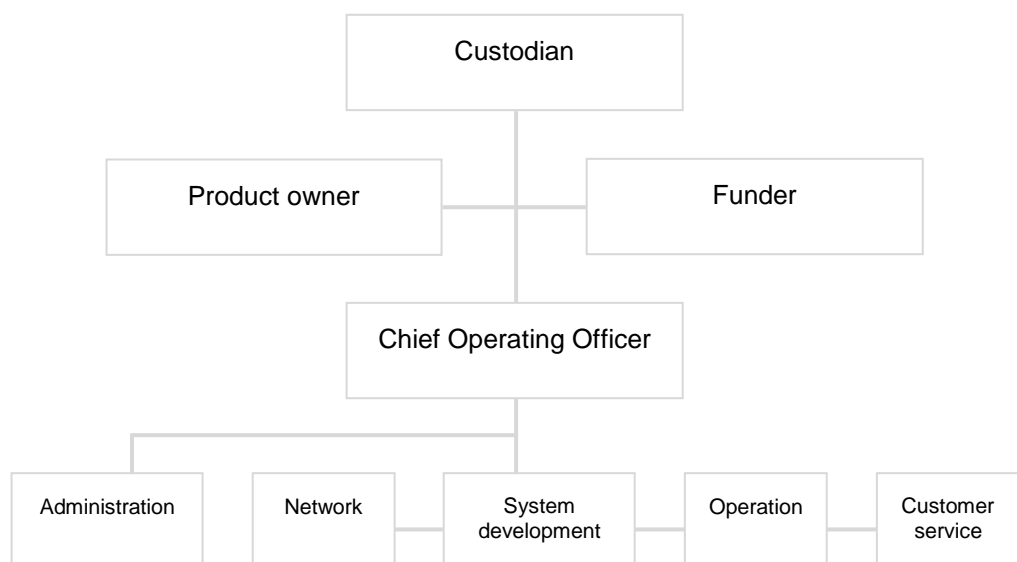 Custodian
Product owner
Funder
Chief Operating Officer
Administration
Network
System
development
Operation
Customer
service